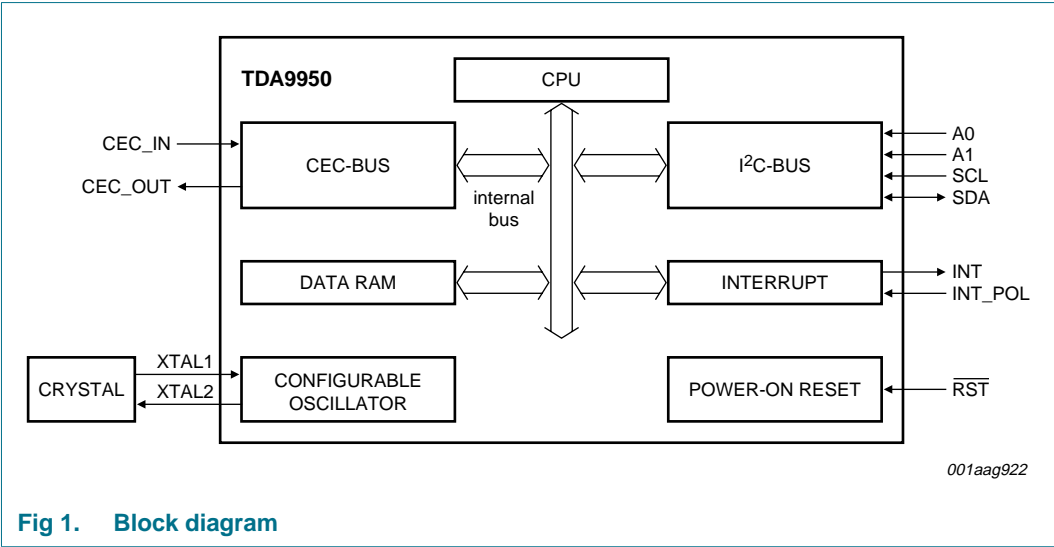 TDA9950
CPU
CEC_IN
CEC_OUT
CEC-BUS
internal
bus
I²C-BUS
A0
A1
SCL
SDA
DATA RAM
INTERRUPT
INT
INT_POL
CRYSTAL
XTAL1
XTAL2
CONFIGURABLE
OSCILLATOR
POWER-ON RESET
R̅S̅T̅
001aag922
Fig 1. Block diagram